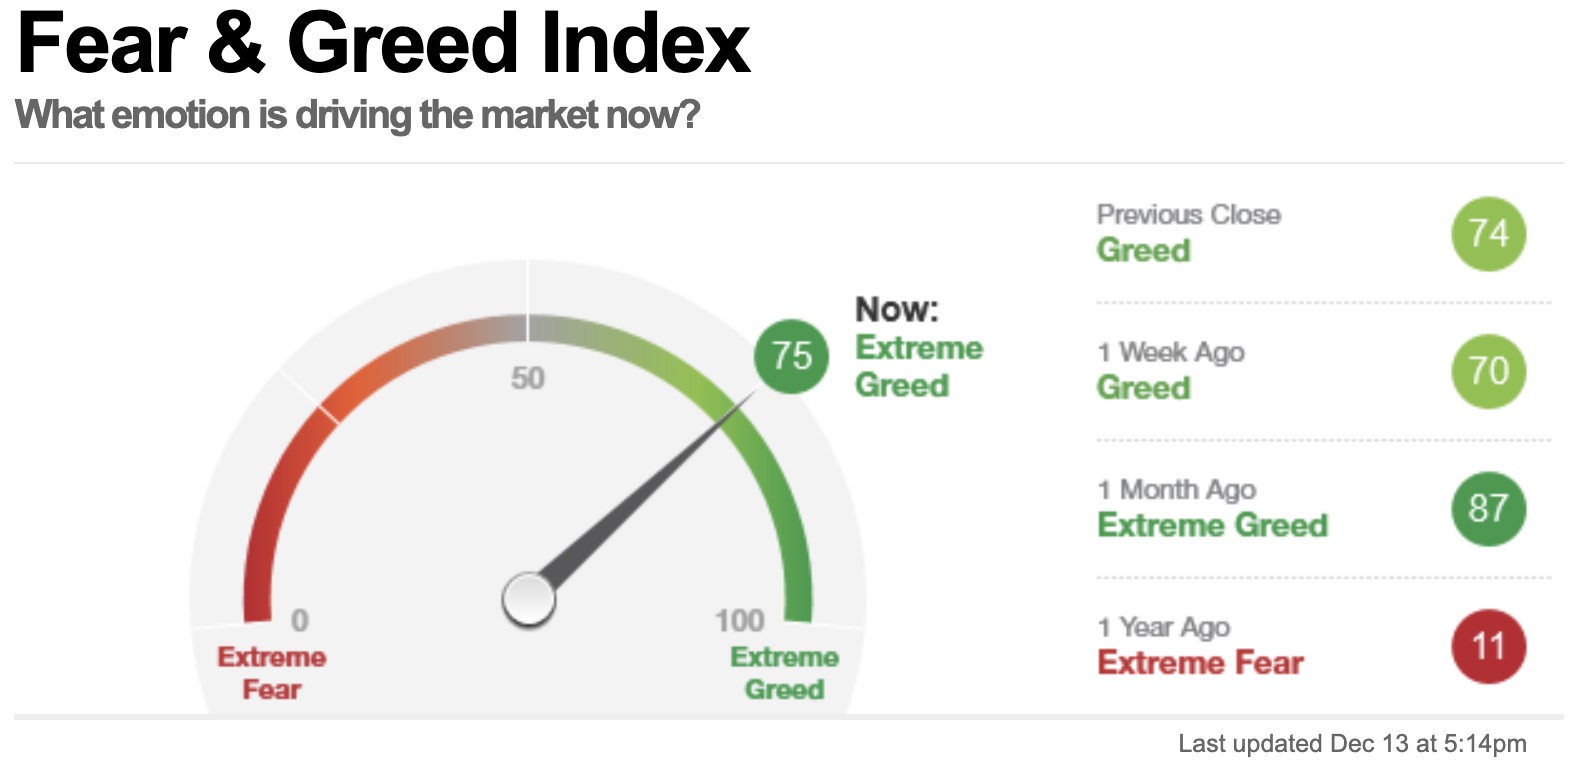 Fear & Greed Index
What emotion is driving the market now?
Previous Close
Greed
74
Now:
Extreme
Greed
75
50
1 Week Ago
Greed
70
1 Month Ago
Extreme Greed
87
0
Extreme
Fear
100
Extreme
Greed
1 Year Ago
Extreme Fear
11
Last updated Dec 13 at 5:14pm